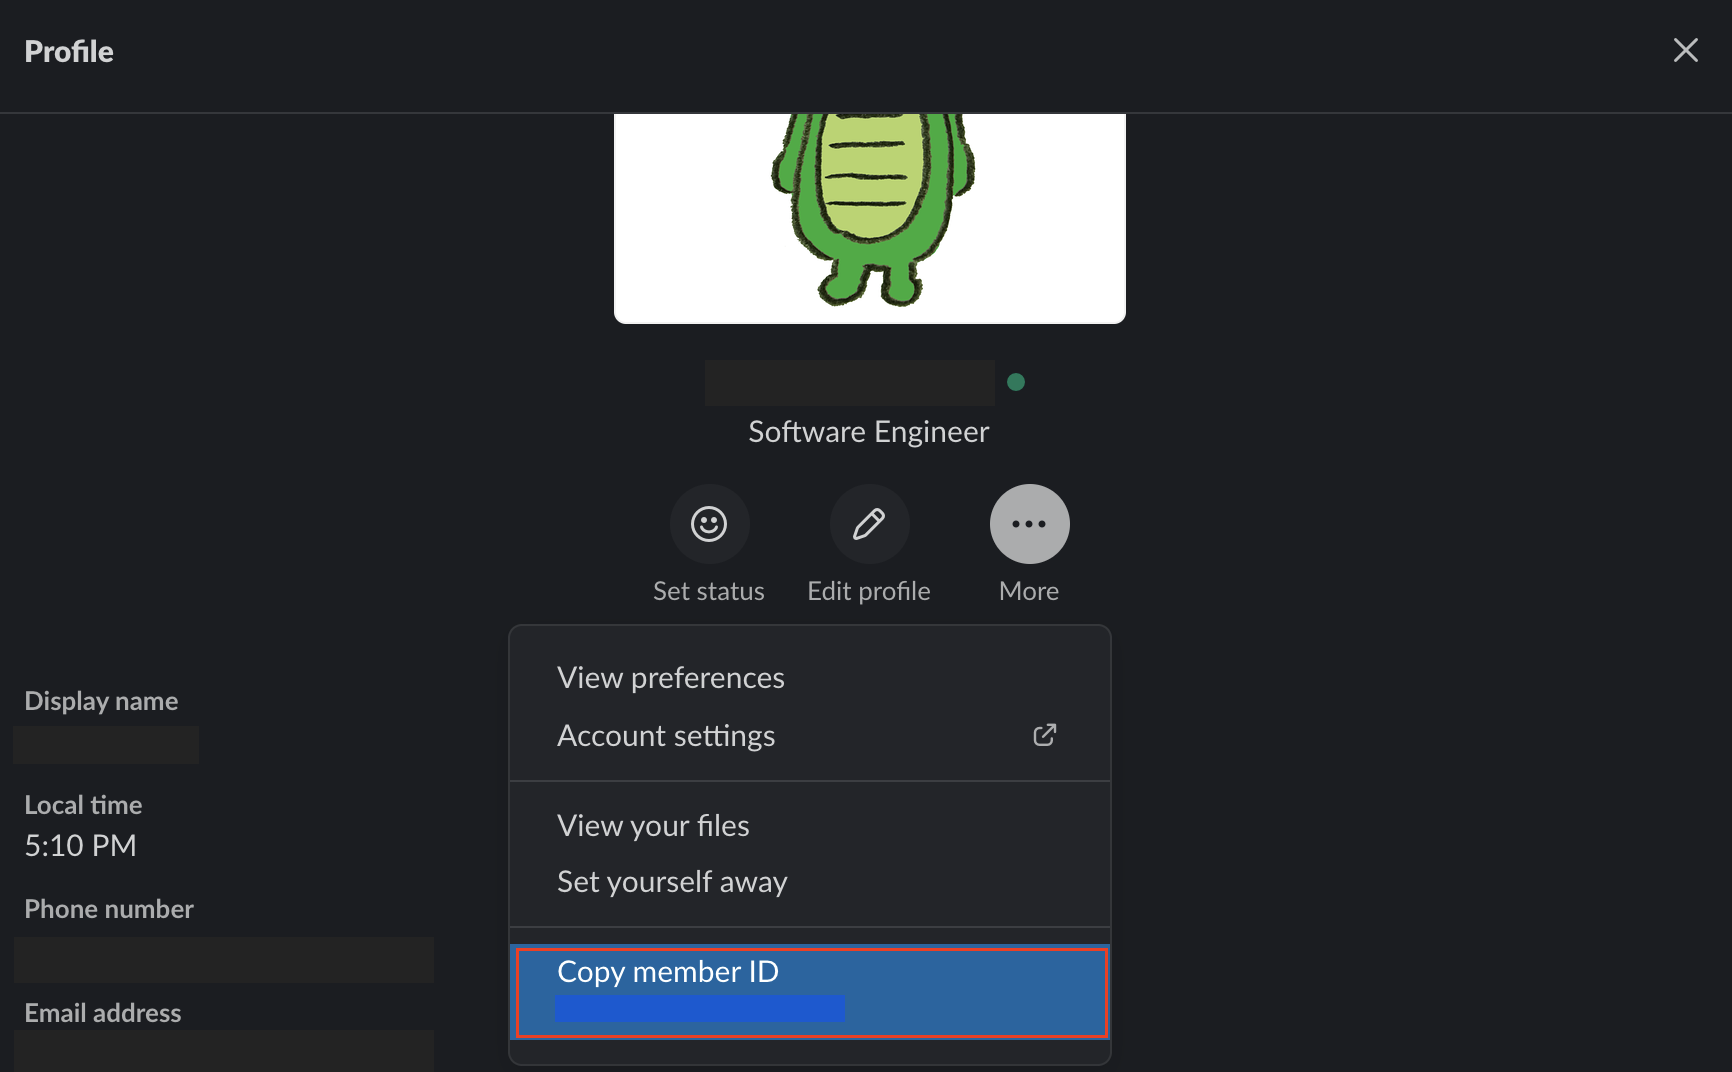 Profile
Software Engineer
Set status
Edit profile
More
View preferences
Account settings
View your files
Set yourself away
Copy member ID
Display name
Local time
5:10 PM
Phone number
Email address